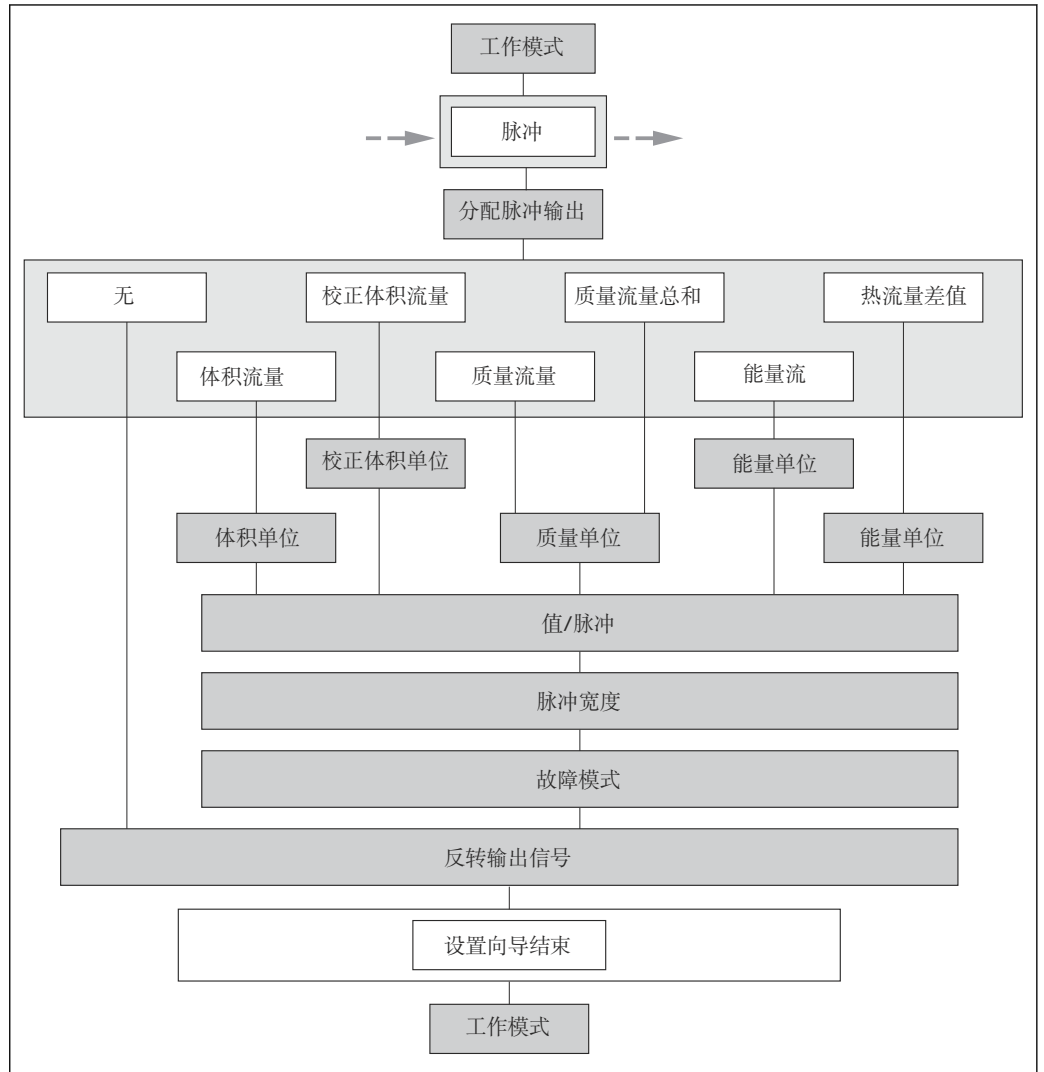 工作模式
脉冲
分配脉冲输出
无
校正体积流量
质量流量总和
热流量差值
体积流量
质量流量
能量流
校正体积单位
能量单位
体积单位
质量单位
能量单位
值/脉冲
脉冲宽度
故障模式
反转输出信号
设置向导结束
工作模式